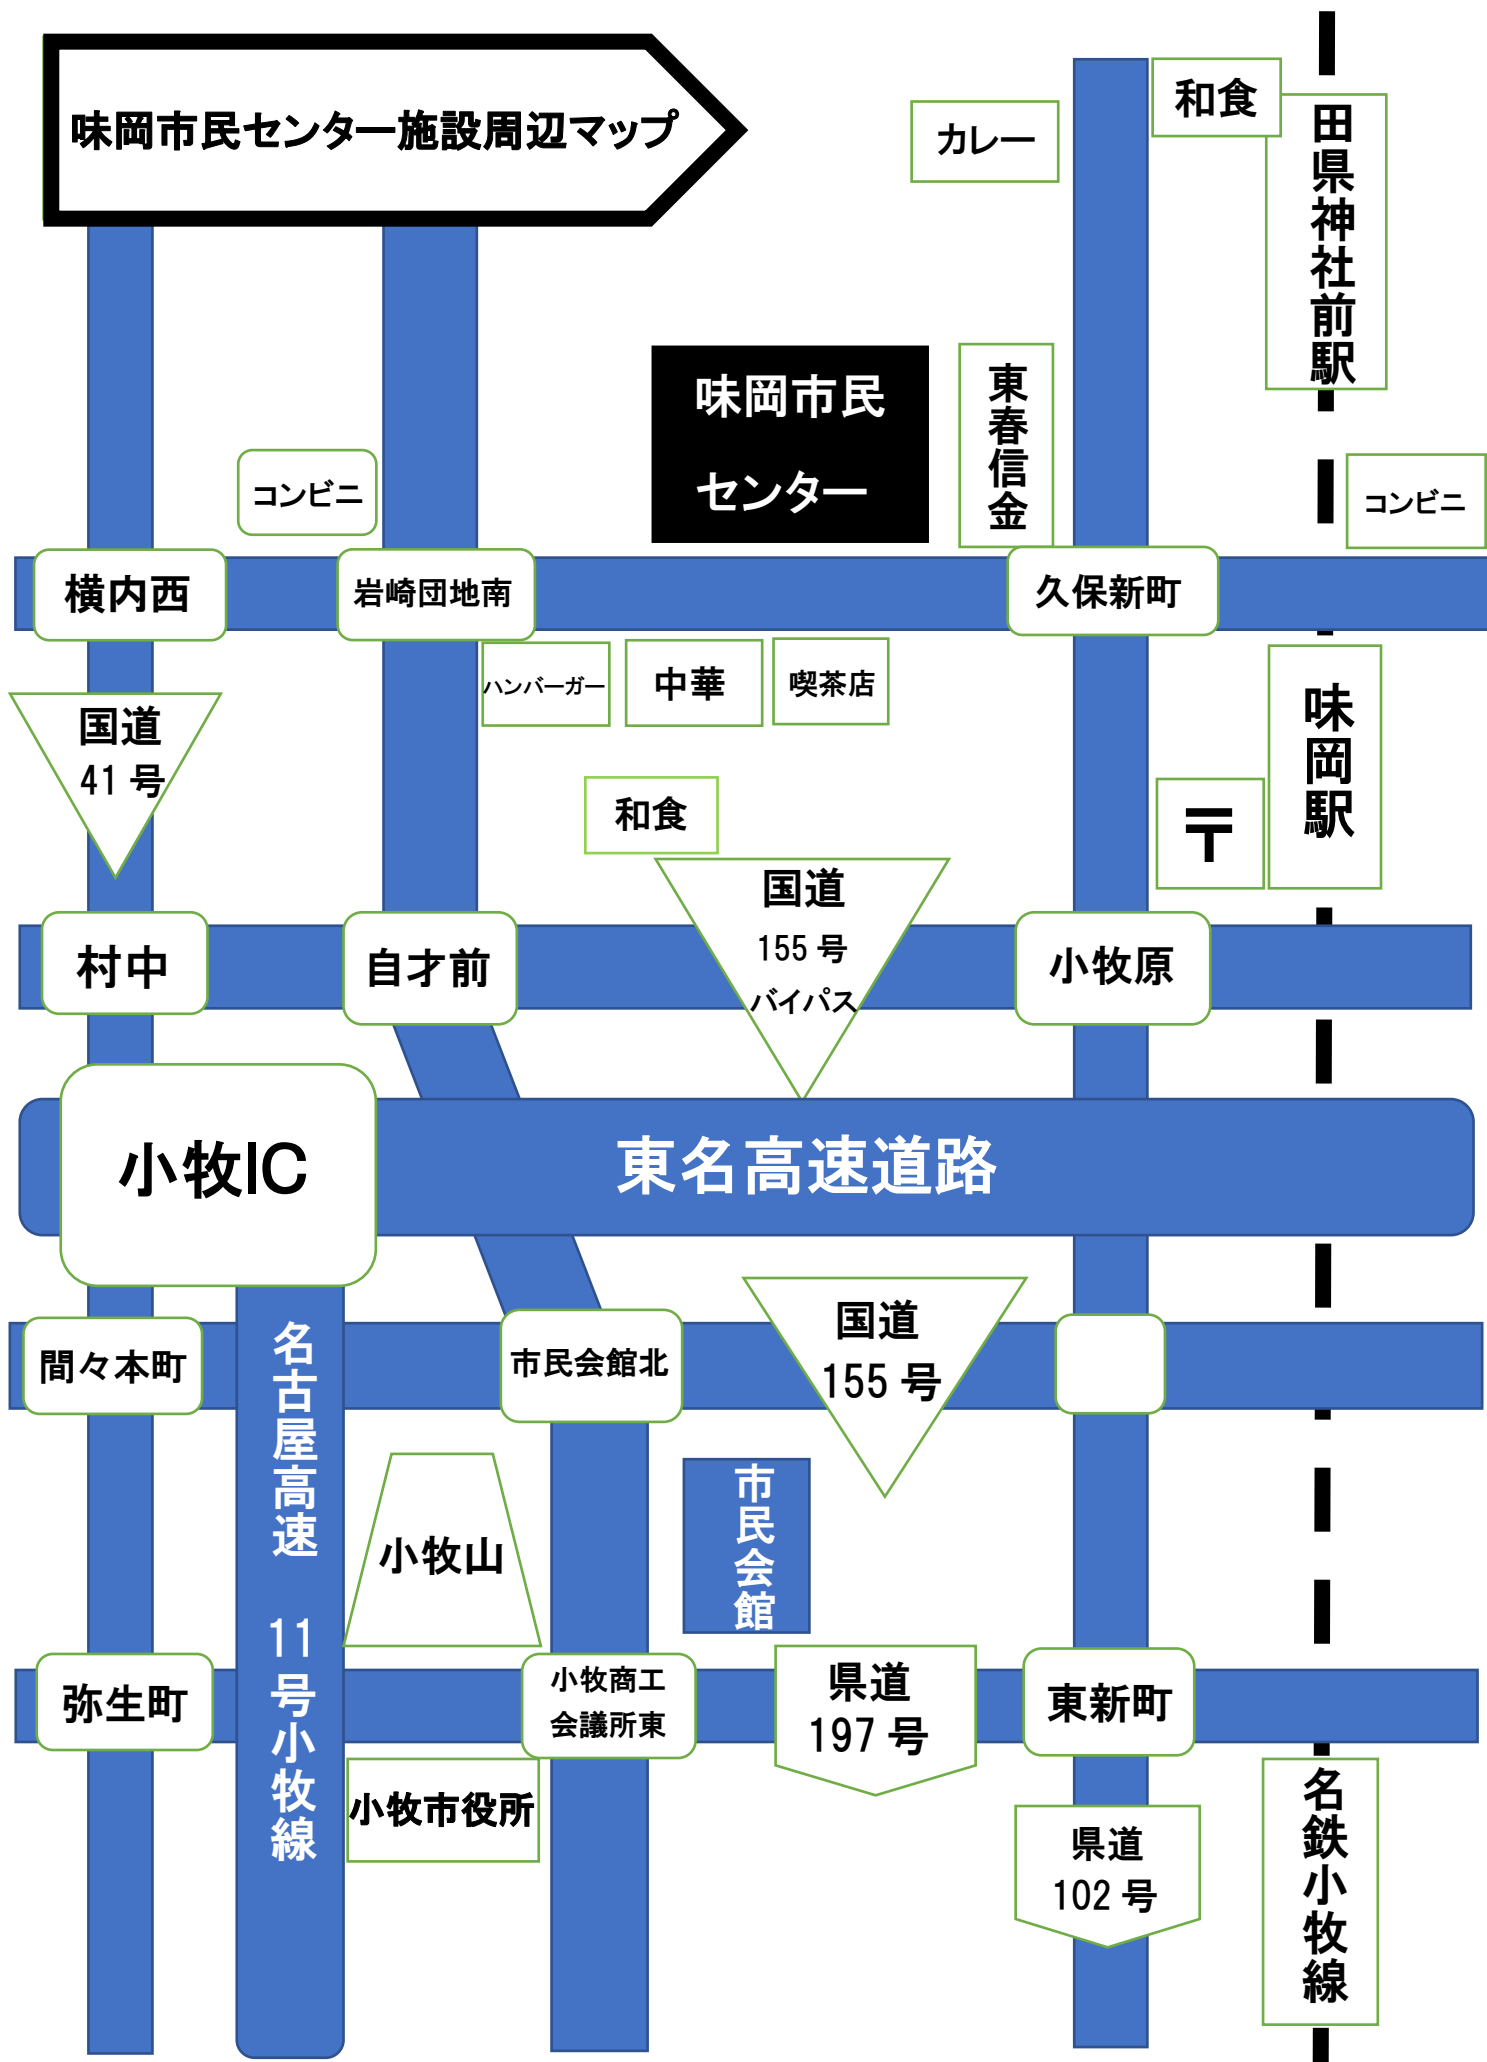 味岡市民センター施設周辺マップ
和食
カレー
田県神社前駅
味岡市民
センター
東春信金
コンビニ
コンビニ
横内西
岩崎団地南
久保新町
ハンバーガー
中華
喫茶店
国道
41号
味岡駅
和食
〒
国道
155号
バイパス
村中
自才前
小牧原
小牧IC
東名高速道路
国道
155号
間々本町
市民会館北
名古屋高速 11号小牧線
市民会館
小牧山
弥生町
小牧商工
会議所東
県道
197号
東新町
小牧市役所
県道
102号
名鉄小牧線